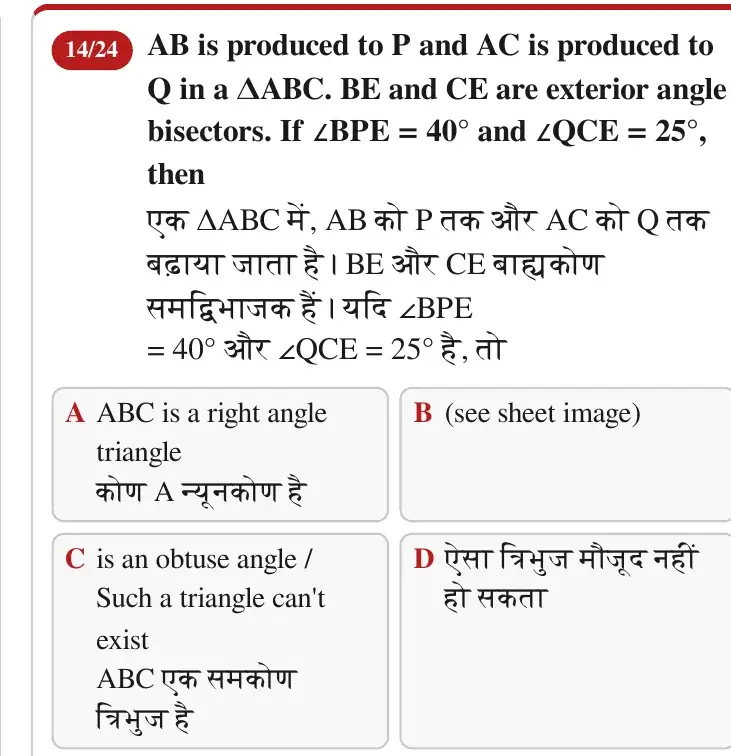 14/24 AB is produced to P and AC is produced to
Q in a ΔABC. BE and CE are exterior angle
bisectors. If ∠BPE = 40° and ∠QCE = 25°,
then
एक ΔABC में, AB को P तक और AC को Q तक
बढ़ाया जाता है। BE और CE बाह्यकोण
समद्विभाजक हैं। यदि ∠BPE
= 40° और ∠QCE = 25° है, तो
A ABC is a right angle
triangle
कोण A न्यूनकोण है
B (see sheet image)
C is an obtuse angle /
Such a triangle can't
exist
ABC एक समकोण
त्रिभुज है
D ऐसा त्रिभुज मौजूद नहीं
हो सकता